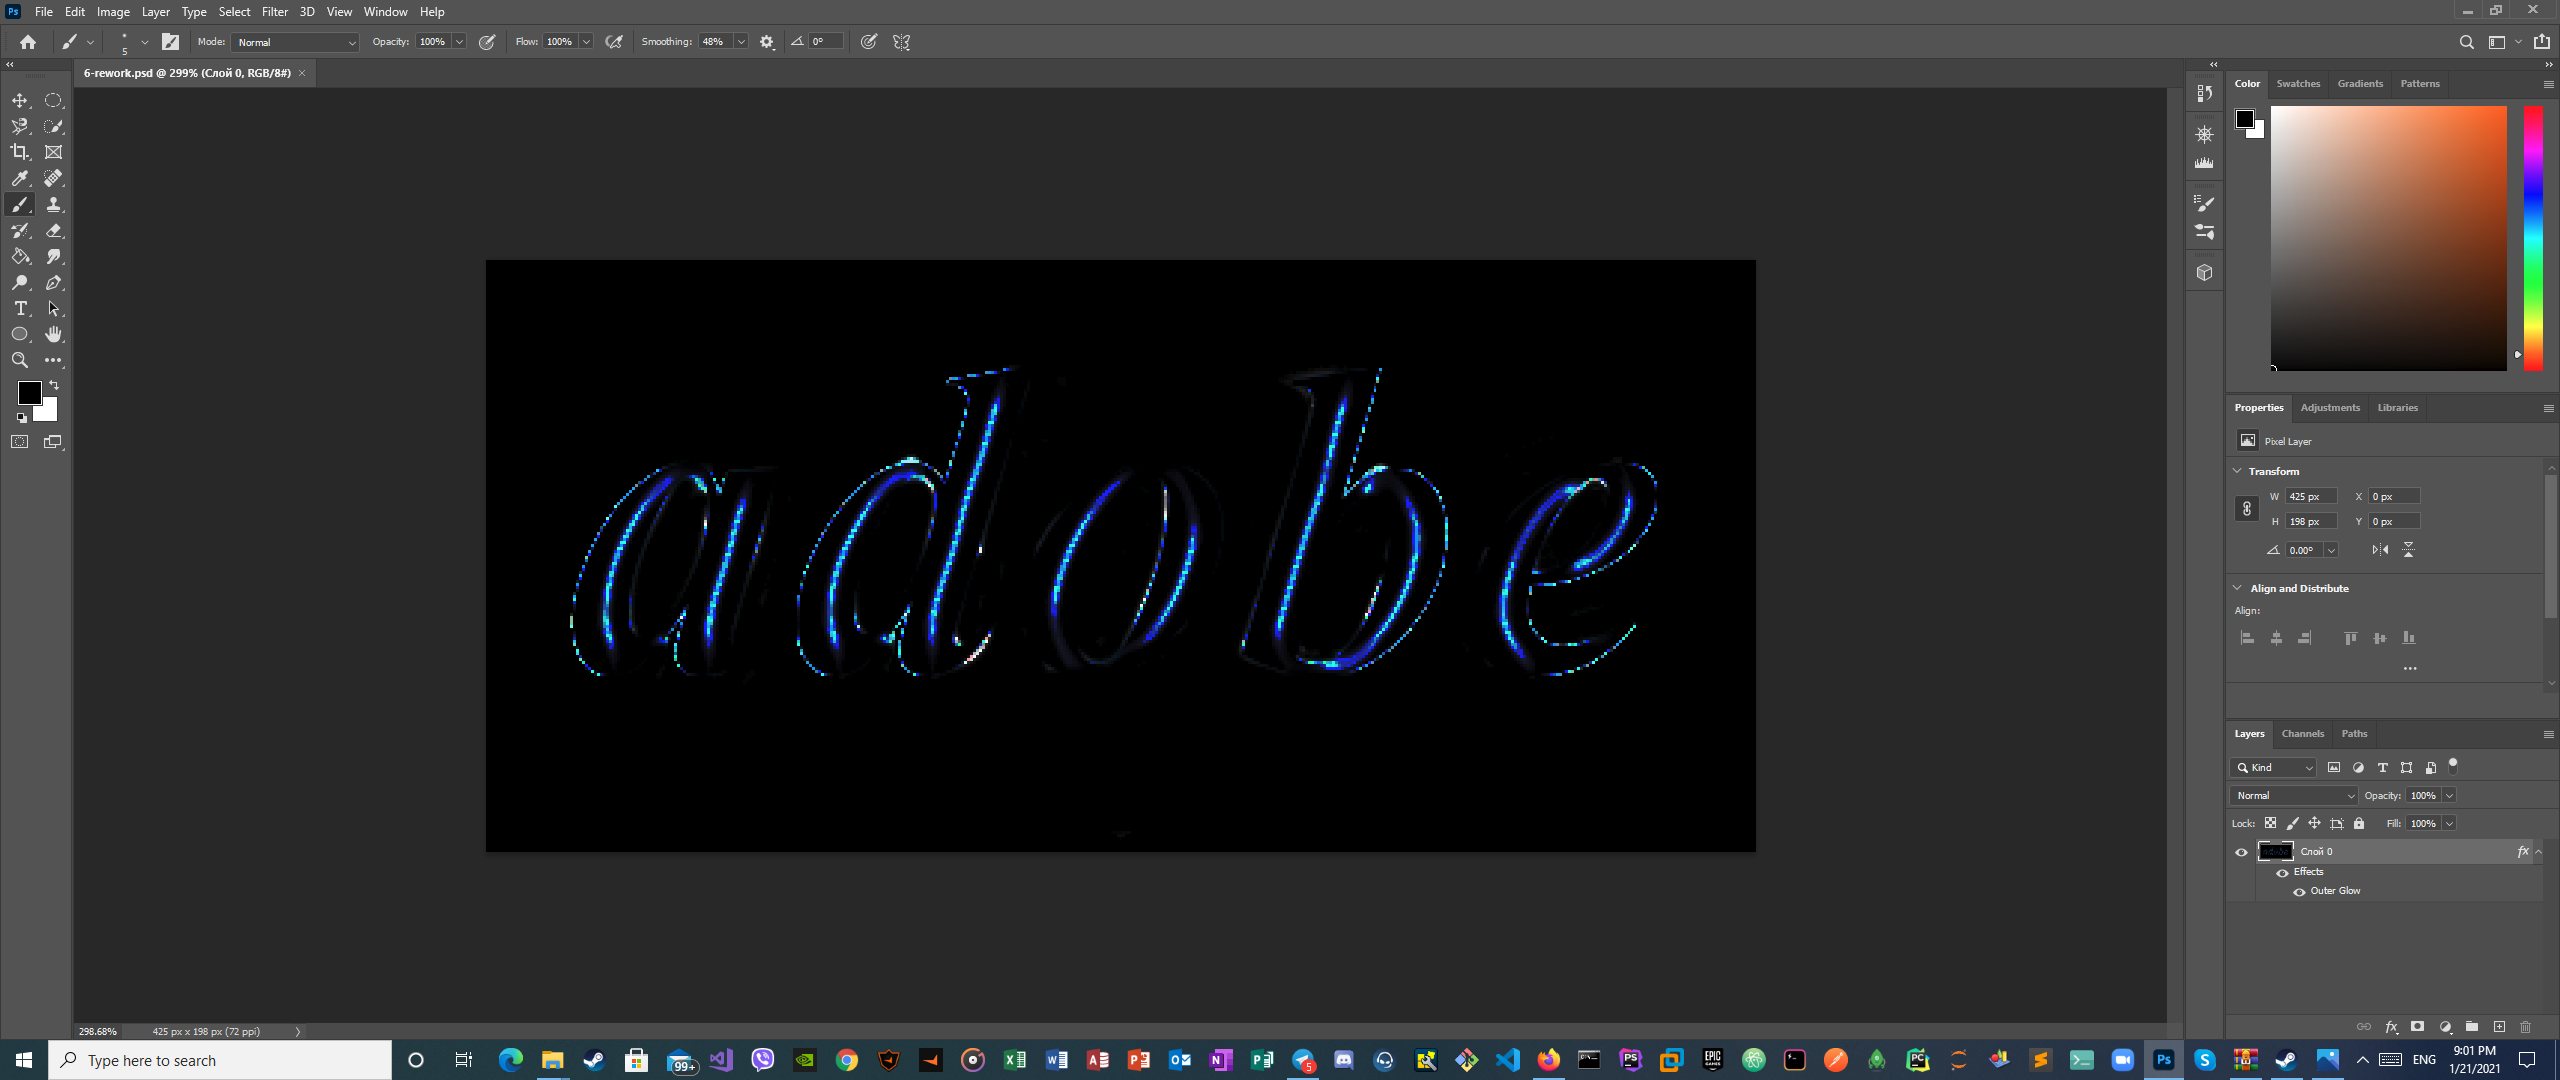 Ps File Edit Image Layer Type Select Filter 3D View Window Help
5 Mode: Normal Opacity: 100% Flow: 100% Smoothing: 48% 0°
6-rework.psd @ 299% (Слой 0, RGB/8#) ×
Color Swatches Gradients Patterns
adobe
Properties Adjustments Libraries
Pixel Layer
Transform
W 425 px X 0 px
H 198 px Y 0 px
0.00°
Align and Distribute
Align:
Layers Channels Paths
Kind
Normal Opacity: 100%
Lock: Fill: 100%
Слой 0 fx
Effects
Outer Glow
298.68% 425 px x 198 px (72 ppi)
Type here to search
99+
5
ENG
9:01 PM
1/21/2021